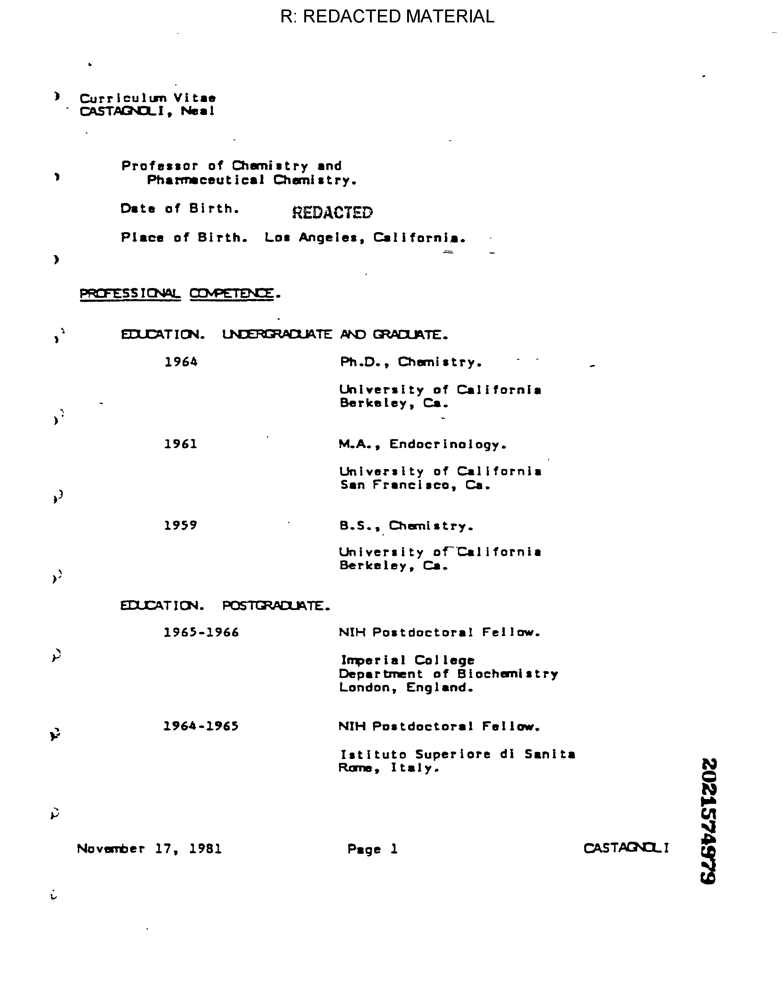 R: REDACTED MATERIAL
Curriculum Vitae
CASTAGNOLI, Neal
Professor of Chemistry and
Pharmaceutical Chemistry.
Date of Birth. REDACTED
Place of Birth. Los Angeles, California.
PROFESSIONAL COMPETENCE.
EDUCATION. UNDERGRADUATE AND GRADUATE.
1964 Ph.D., Chemistry.
University of California
Berkeley, Ca.
1961 M.A., Endocrinology.
University of California
San Francisco, Ca.
1959 B.S., Chemistry.
University of California
Berkeley, Ca.
EDUCATION. POSTGRADUATE.
1965-1966 NIH Postdoctoral Fellow.
Imperial College
Department of Biochemistry
London, England.
1964-1965 NIH Postdoctoral Fellow.
Istituto Superiore di Sanita
Rome, Italy.
November 17, 1981 Page 1 CASTAGNOLI
2021574979